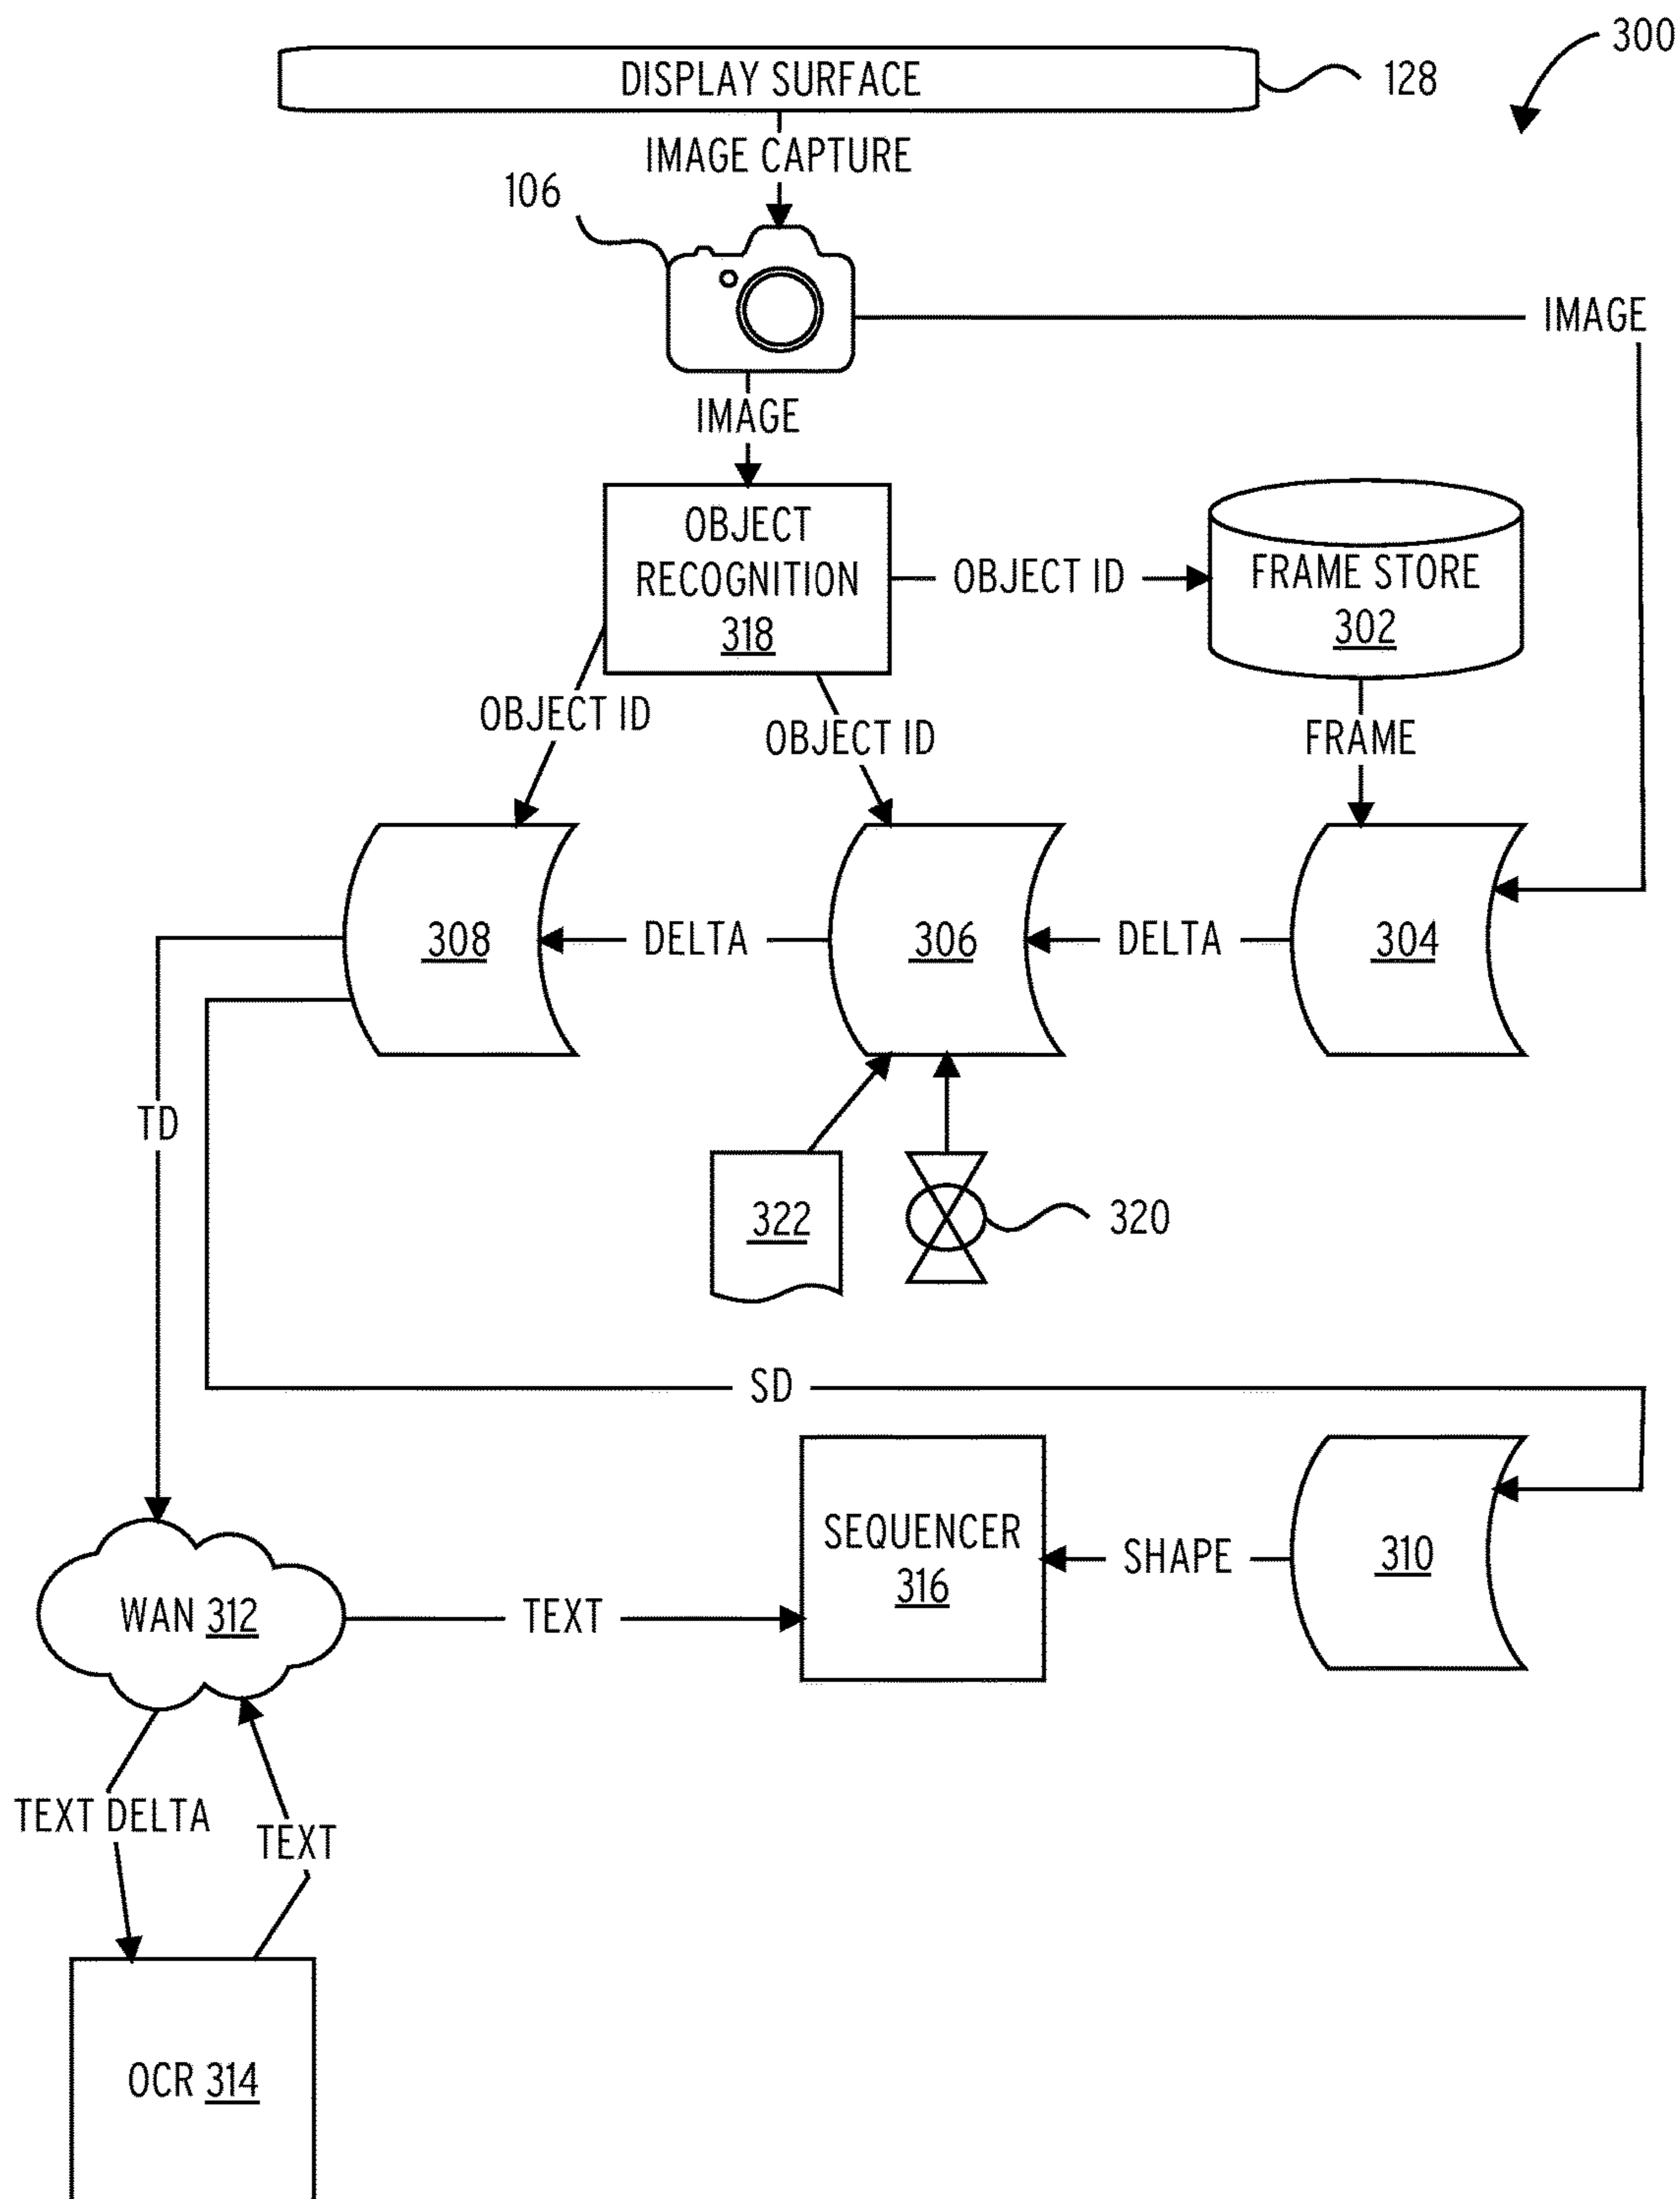 300
DISPLAY SURFACE
128
IMAGE CAPTURE
106
IMAGE
IMAGE
OBJECT
RECOGNITION
318
OBJECT ID
FRAME STORE
302
OBJECT ID
OBJECT ID
FRAME
308
DELTA
306
DELTA
304
TD
322
320
SD
SEQUENCER
316
SHAPE
310
WAN 312
TEXT
TEXT DELTA
TEXT
OCR 314